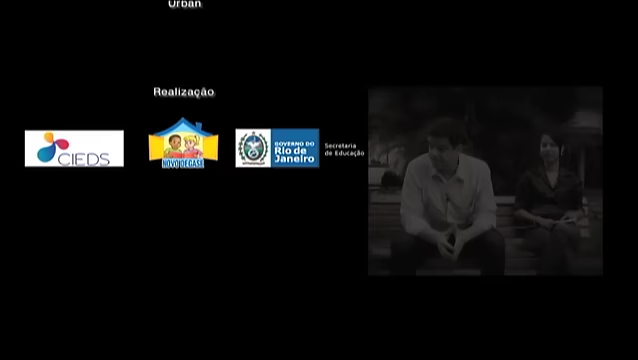 Urban
Realização
CIEDS
NOVO DEGASE
GOVERNO DO
Rio de
Janeiro
Secretaria
de Educação